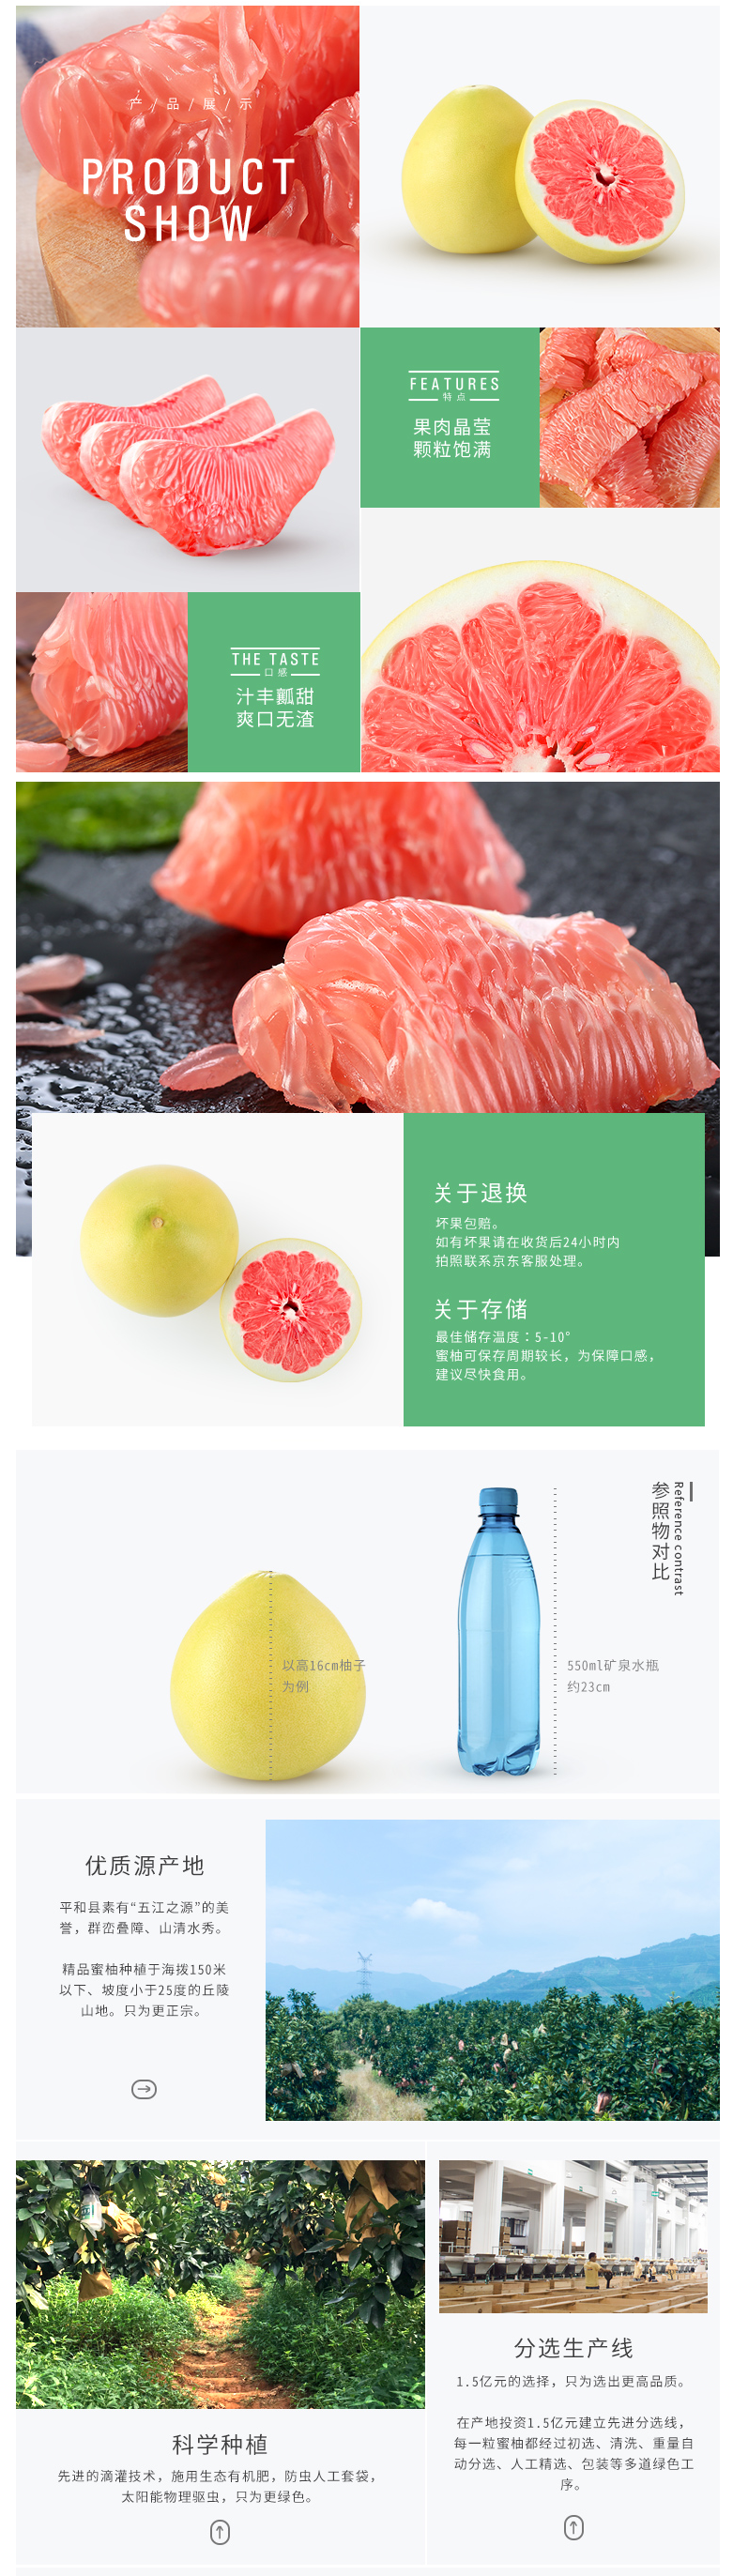 产 / 品 / 展 / 示
PRODUCT
SHOW
FEATURES
特点
果肉晶莹
颗粒饱满
THE TASTE
口感
汁丰瓤甜
爽口无渣
关于退换
坏果包赔。
如有坏果请在收货后24小时内
拍照联系京东客服处理。
关于存储
最佳储存温度：5-10°
蜜柚可保存周期较长，为保障口感，
建议尽快食用。
参照物对比
Reference contrast
以高16cm柚子
为例
550ml矿泉水瓶
约23cm
优质源产地
平和县素有“五江之源”的美
誉，群峦叠障、山清水秀。
精品蜜柚种植于海拨150米
以下、坡度小于25度的丘陵
山地。只为更正宗。
科学种植
先进的滴灌技术，施用生态有机肥，防虫人工套袋，
太阳能物理驱虫，只为更绿色。
分选生产线
1.5亿元的选择，只为选出更高品质。
在产地投资1.5亿元建立先进分选线，
每一粒蜜柚都经过初选、清洗、重量自
动分选、人工精选、包装等多道绿色工
序。